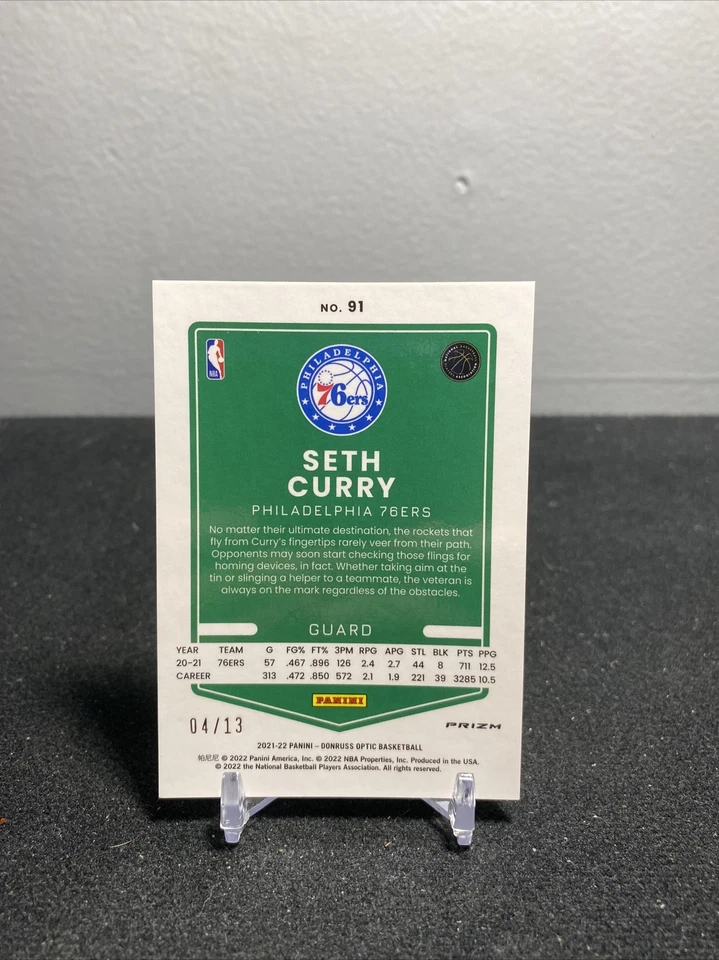 NO. 91
NBA
PHILADELPHIA
76ers
SETH
CURRY
PHILADELPHIA 76ERS
No matter their ultimate destination, the rockets that
fly from Curry's fingertips rarely veer from their path.
Opponents may soon start checking those flings for
homing devices, in fact. Whether taking aim at the
tin or slinging a helper to a teammate, the veteran is
always on the mark regardless of the obstacles.
GUARD
YEAR TEAM G FG% FT% 3PM RPG APG STL BLK PTS PPG
20-21 76ERS 57 .467 .896 126 2.4 2.7 44 8 711 12.5
CAREER 313 .472 .850 572 2.1 1.9 221 39 3285 10.5
PANINI
04/13
PRIZM
2021-22 PANINI – DONRUSS OPTIC BASKETBALL
帕尼尼 © 2022 Panini America, Inc. © 2022 NBA Properties, Inc. Produced in the USA.
© 2022 the National Basketball Players Association. All rights reserved.